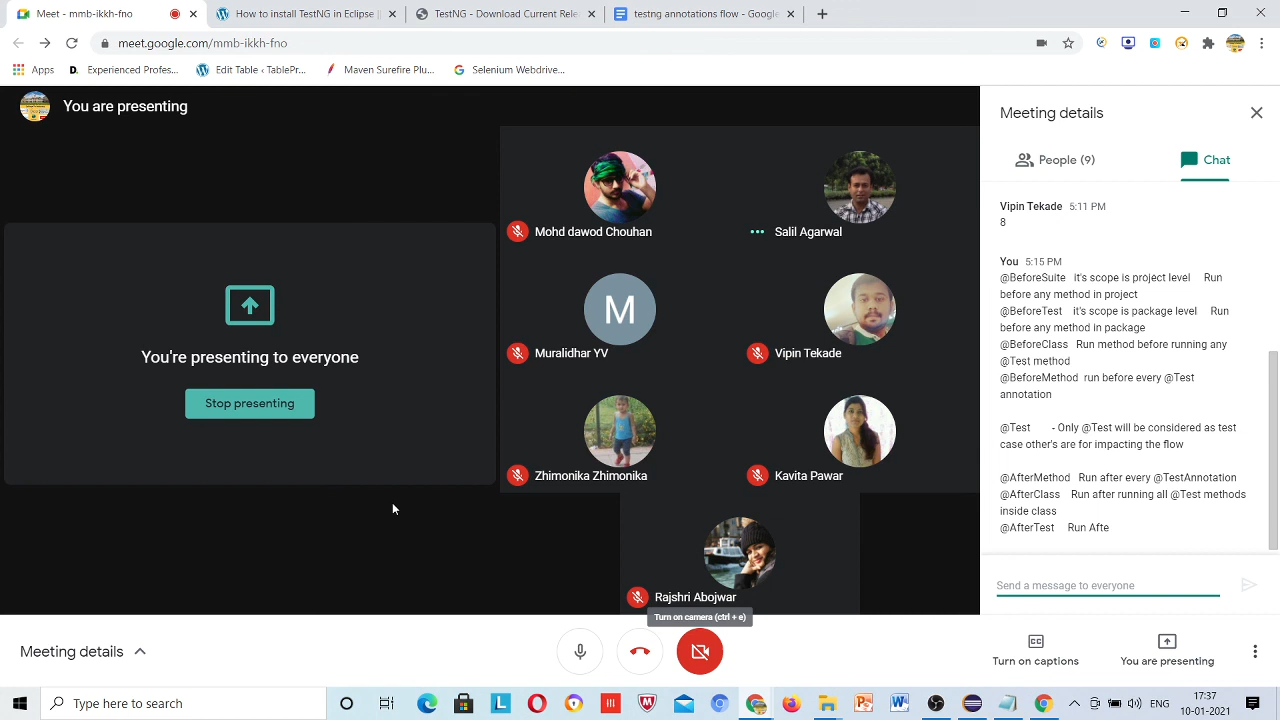 Meet - mmb-ikkh-fno
How to install TestNG in Eclipse ||
TestNG - Download Current Rele
testng annotations flow - Google
meet.google.com/mmb-ikkh-fno
Apps
D. Experienced Profes...
Edit Table ‹ TablePr...
Maven Surefire Plu...
Selenium Webdrive...
You are presenting
You're presenting to everyone
Stop presenting
Mohd dawod Chouhan
Salil Agarwal
M
Muralidhar YV
Vipin Tekade
Zhimonika Zhimonika
Kavita Pawar
Rajshri Abojwar
Turn on camera (ctrl + e)
Meeting details
People (9)
Chat
Vipin Tekade 5:11 PM
8
You 5:15 PM
@BeforeSuite it's scope is project level Run
before any method in project
@BeforeTest it's scope is package level Run
before any method in package
@BeforeClass Run method before running any
@Test method
@BeforeMethod run before every @Test
annotation
@Test - Only @Test will be considered as test
case other's are for impacting the flow
@AfterMethod Run after every @TestAnnotation
@AfterClass Run after running all @Test methods
inside class
@AfterTest Run Afte
Send a message to everyone
Meeting details
Turn on captions
You are presenting
Type here to search
ENG
17:37
10-01-2021